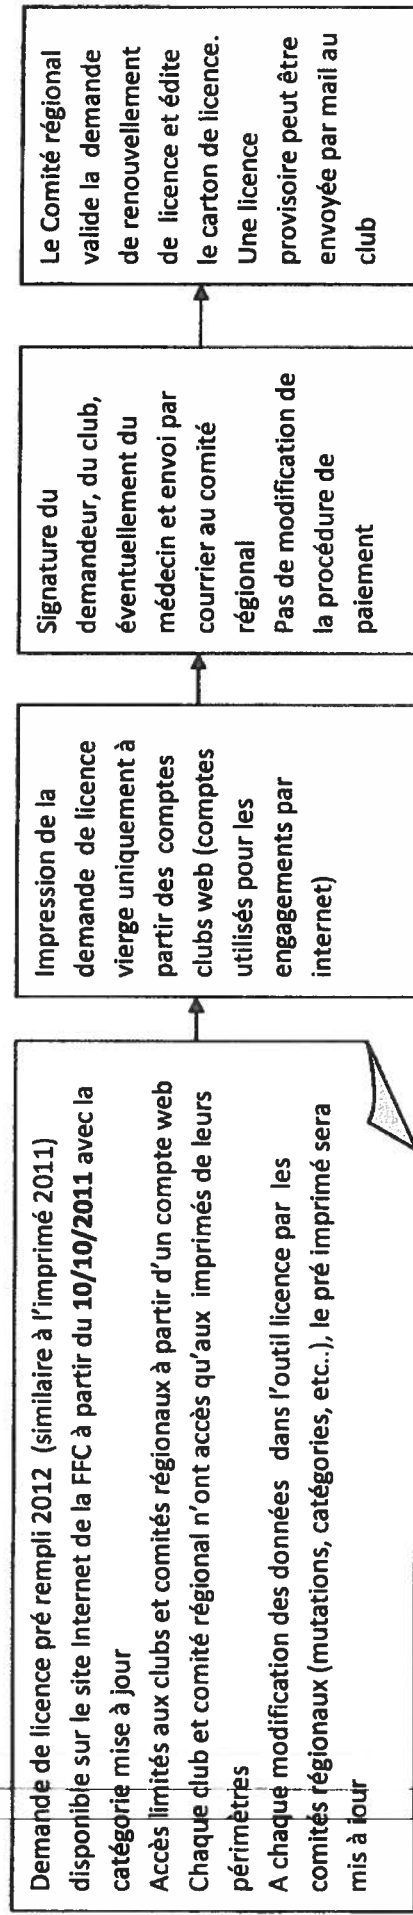 Demande de licence pré rempli 2012 (similaire à l'imprimé 2011)
disponible sur le site Internet de la FFC à partir du 10/10/2011 avec la
catégorie mise à jour
Accès limités aux clubs et comités régionaux à partir d'un compte web
Chaque club et comité régional n'ont accès qu'aux imprimés de leurs
périmètres
A chaque modification des données dans l'outil licence par les
comités régionaux (mutations, catégories, etc..), le pré imprimé sera
mis à jour
Impression de la
demande de licence
vierge uniquement à
partir des comptes
clubs web (comptes
utilisés pour les
engagements par
internet)
Signature du
demandeur, du club,
éventuellement du
médecin et envoi par
courrier au comité
régional
Pas de modification de
la procédure de
paiement
Le Comité régional
valide la demande
de renouvellement
de licence et édite
le carton de licence.
Une licence
provisoire peut être
envoyée par mail au
club